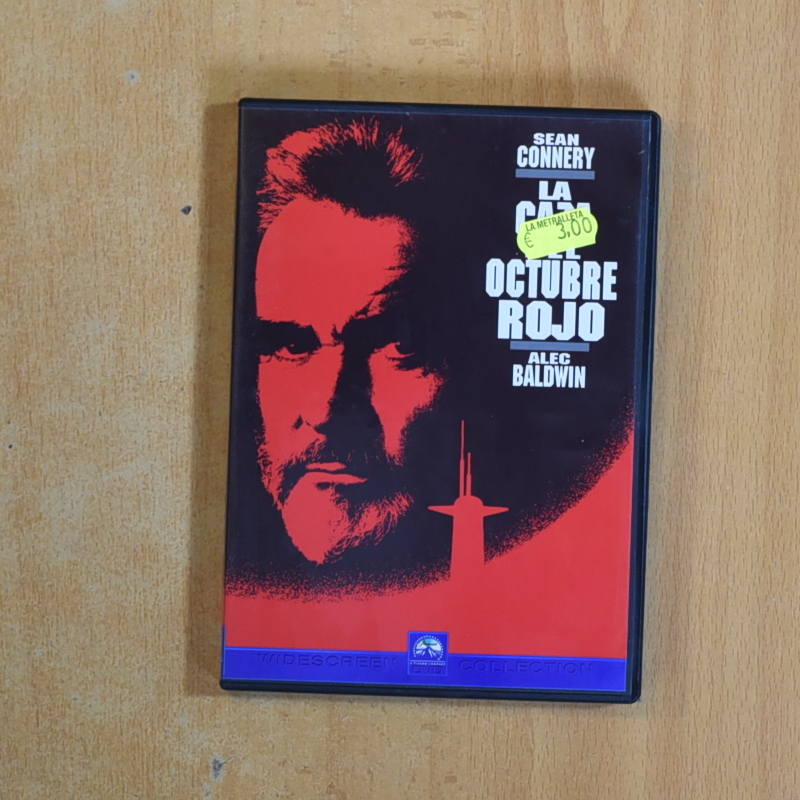 SEAN
CONNERY
LA
LA METRALLETA
€ 3,00
OCTUBRE
ROJO
ALEC
BALDWIN
WIDESCREEN COLLECTION